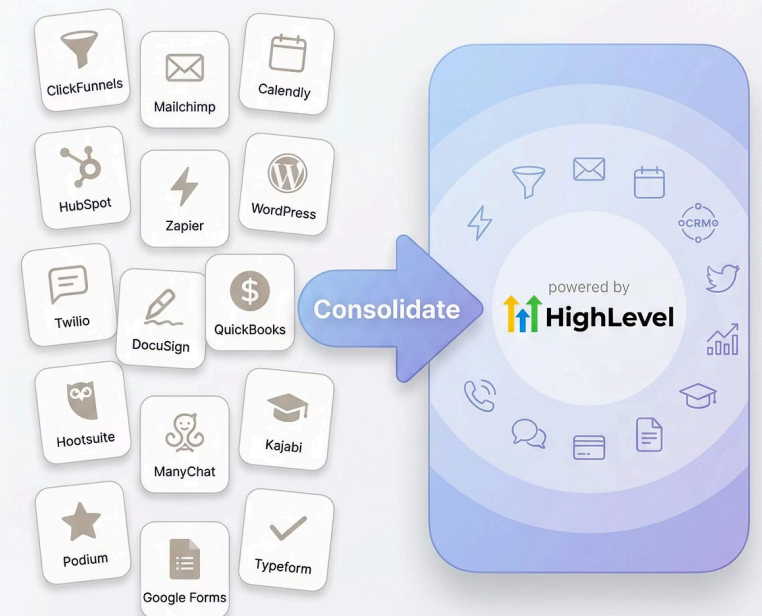 ClickFunnels
Mailchimp
Calendly
HubSpot
Zapier
WordPress
Twilio
DocuSign
QuickBooks
Hootsuite
ManyChat
Kajabi
Podium
Google Forms
Typeform
Consolidate
CRM
powered by
HighLevel